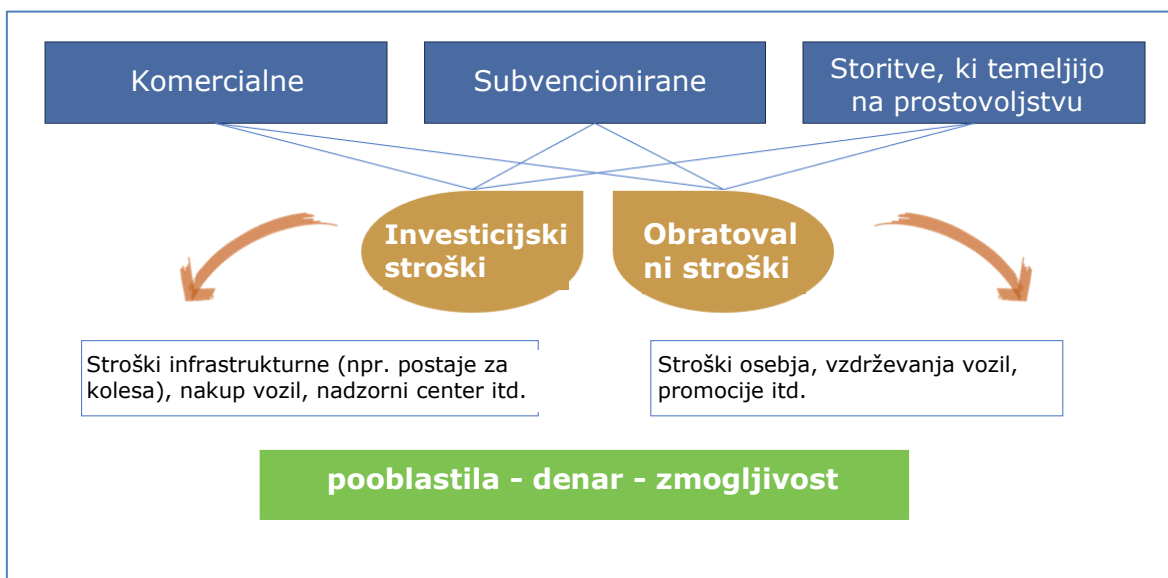 Komercialne
Subvencionirane
Storitve, ki temeljijo
na prostovoljstvu
Investicijski
stroški
Obratoval
ni stroški
Stroški infrastrukturne (npr. postaje za
kolesa), nakup vozil, nadzorni center itd.
Stroški osebja, vzdrževanja vozil,
promocije itd.
pooblastila - denar - zmogljivost